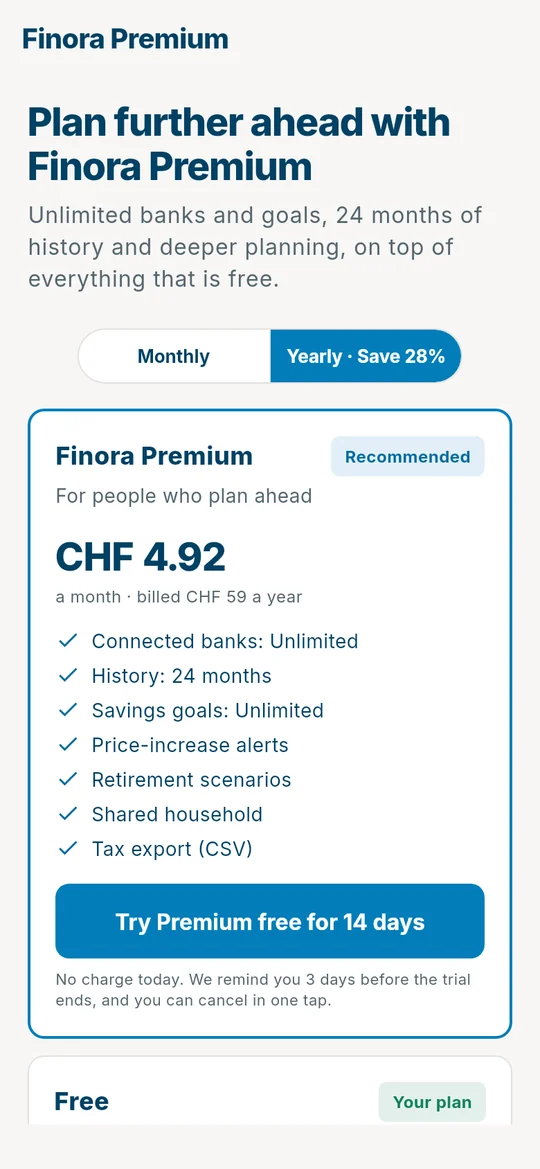 Finora Premium
Plan further ahead with
Finora Premium
Unlimited banks and goals, 24 months of
history and deeper planning, on top of
everything that is free.
Monthly
Yearly · Save 28%
Finora Premium
Recommended
For people who plan ahead
CHF 4.92
a month · billed CHF 59 a year
Connected banks: Unlimited
History: 24 months
Savings goals: Unlimited
Price-increase alerts
Retirement scenarios
Shared household
Tax export (CSV)
Try Premium free for 14 days
No charge today. We remind you 3 days before the trial
ends, and you can cancel in one tap.
Free
Your plan